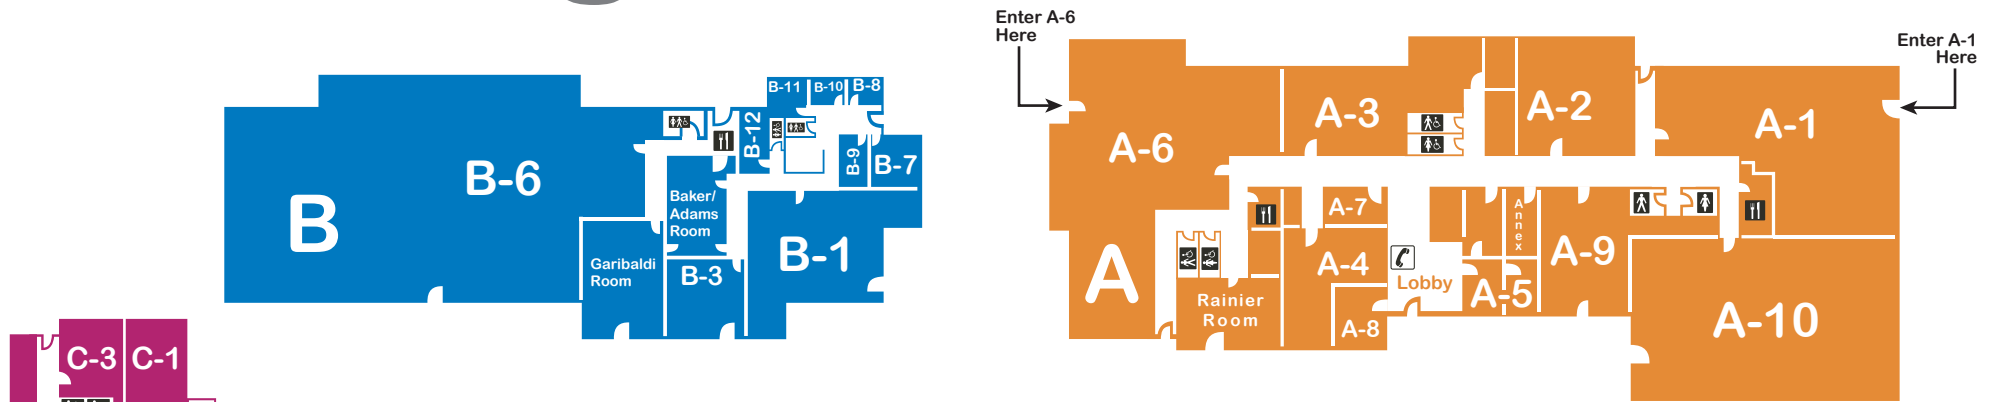 Enter A-6
Here
Enter A-1
Here
B-11
B-10
B-8
B-12
B-9
B-7
B-6
B
Baker/
Adams
Room
Garibaldi
Room
B-3
B-1
C-3
C-1
A-6
A-3
A-2
A-1
A-7
Annex
A-9
A
A-4
Lobby
A-5
Rainier
Room
A-8
A-10